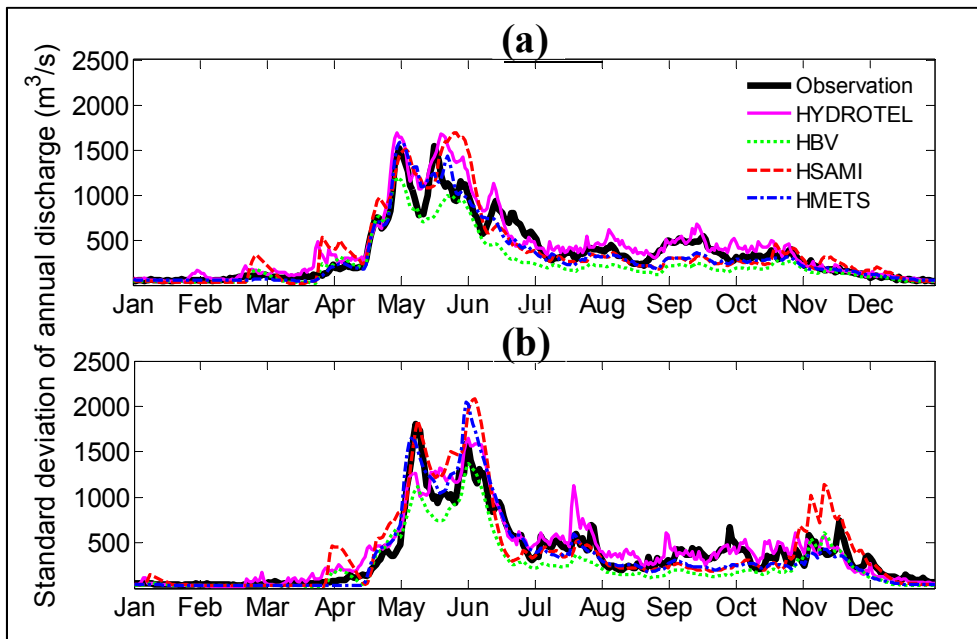 (a)
Standard deviation of annual discharge (m³/s)
2500
2000
1500
1000
500
Observation
HYDROTEL
HBV
HSAMI
HMETS
Jan Feb Mar Apr May Jun Jul Aug Sep Oct Nov Dec
(b)
2500
2000
1500
1000
500
Jan Feb Mar Apr May Jun Jul Aug Sep Oct Nov Dec